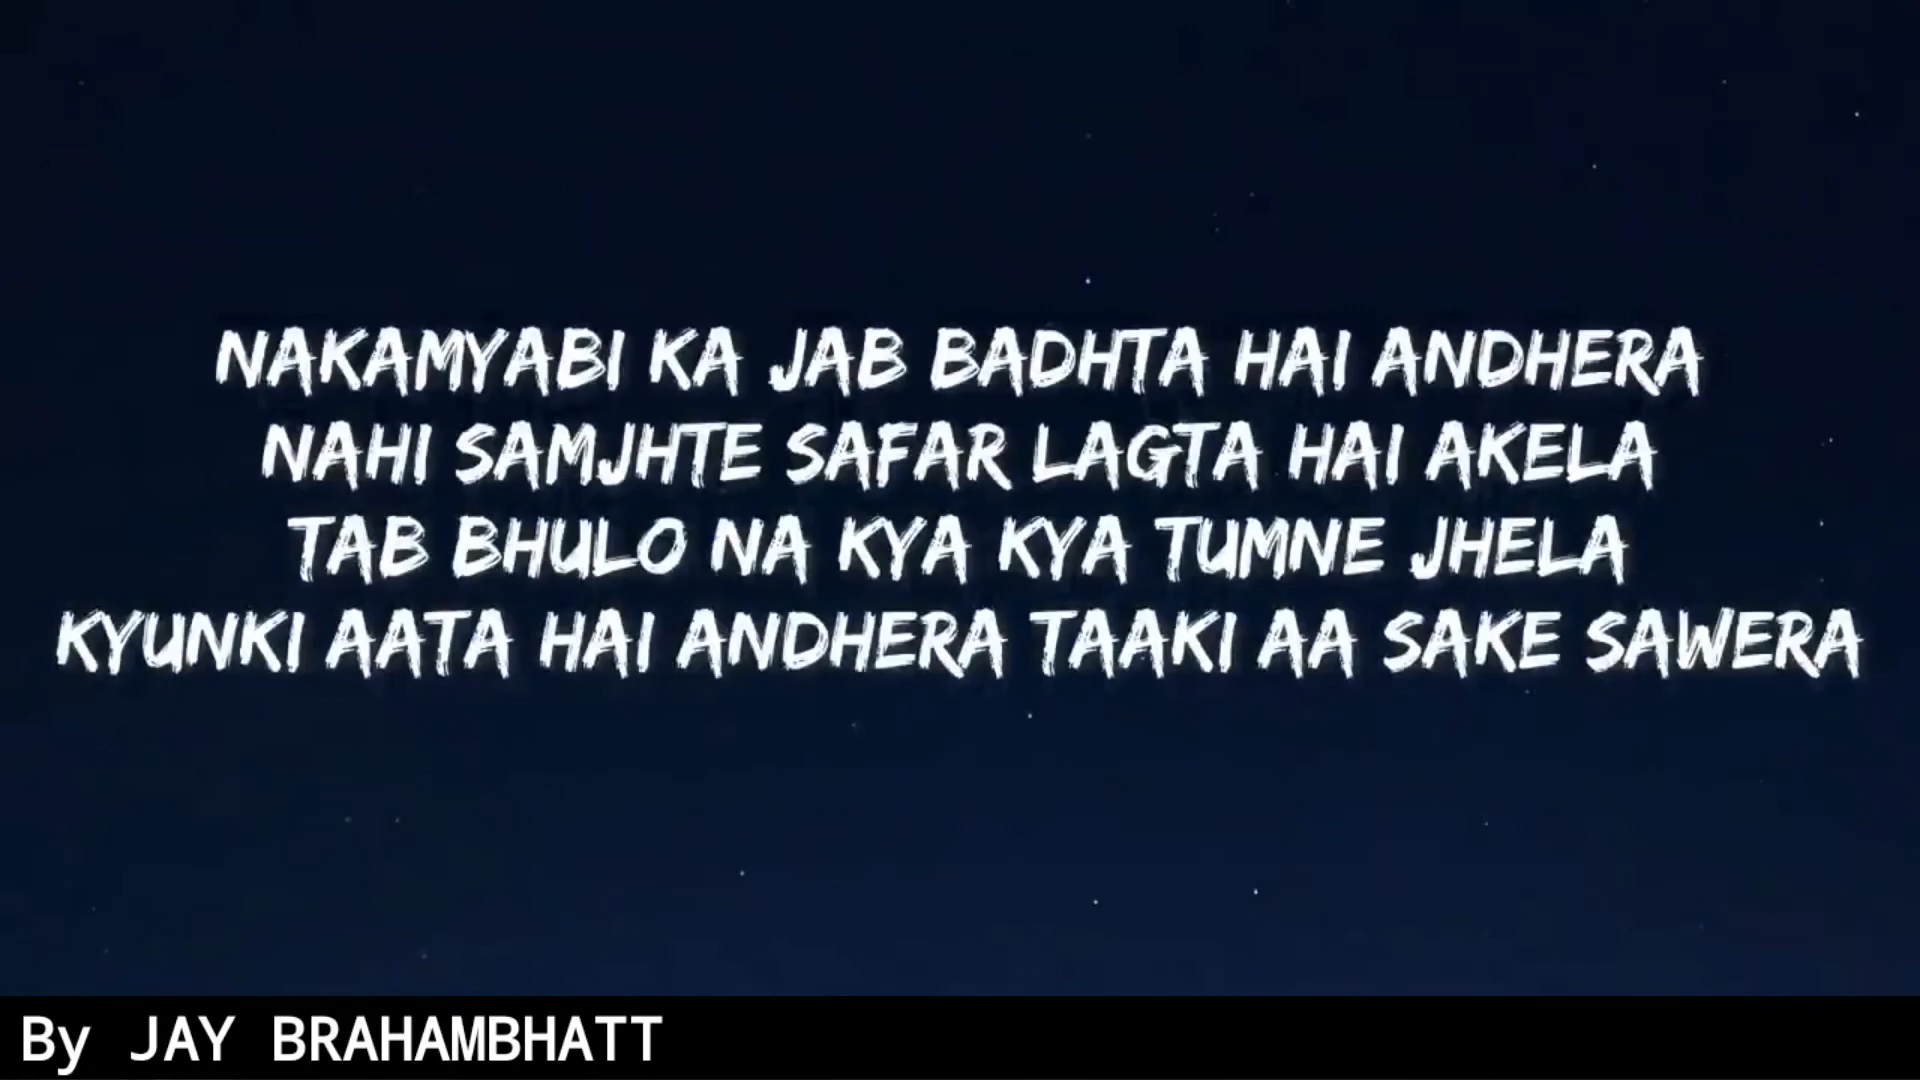 NAKAMYABI KA JAB BADHTA HAI ANDHERA
NAHI SAMJHTE SAFAR LAGTA HAI AKELA
TAB BHULO NA KYA KYA TUMNE JHELA
KYUNKI AATA HAI ANDHERA TAAKI AA SAKE SAWERA
By JAY BRAHAMBHATT